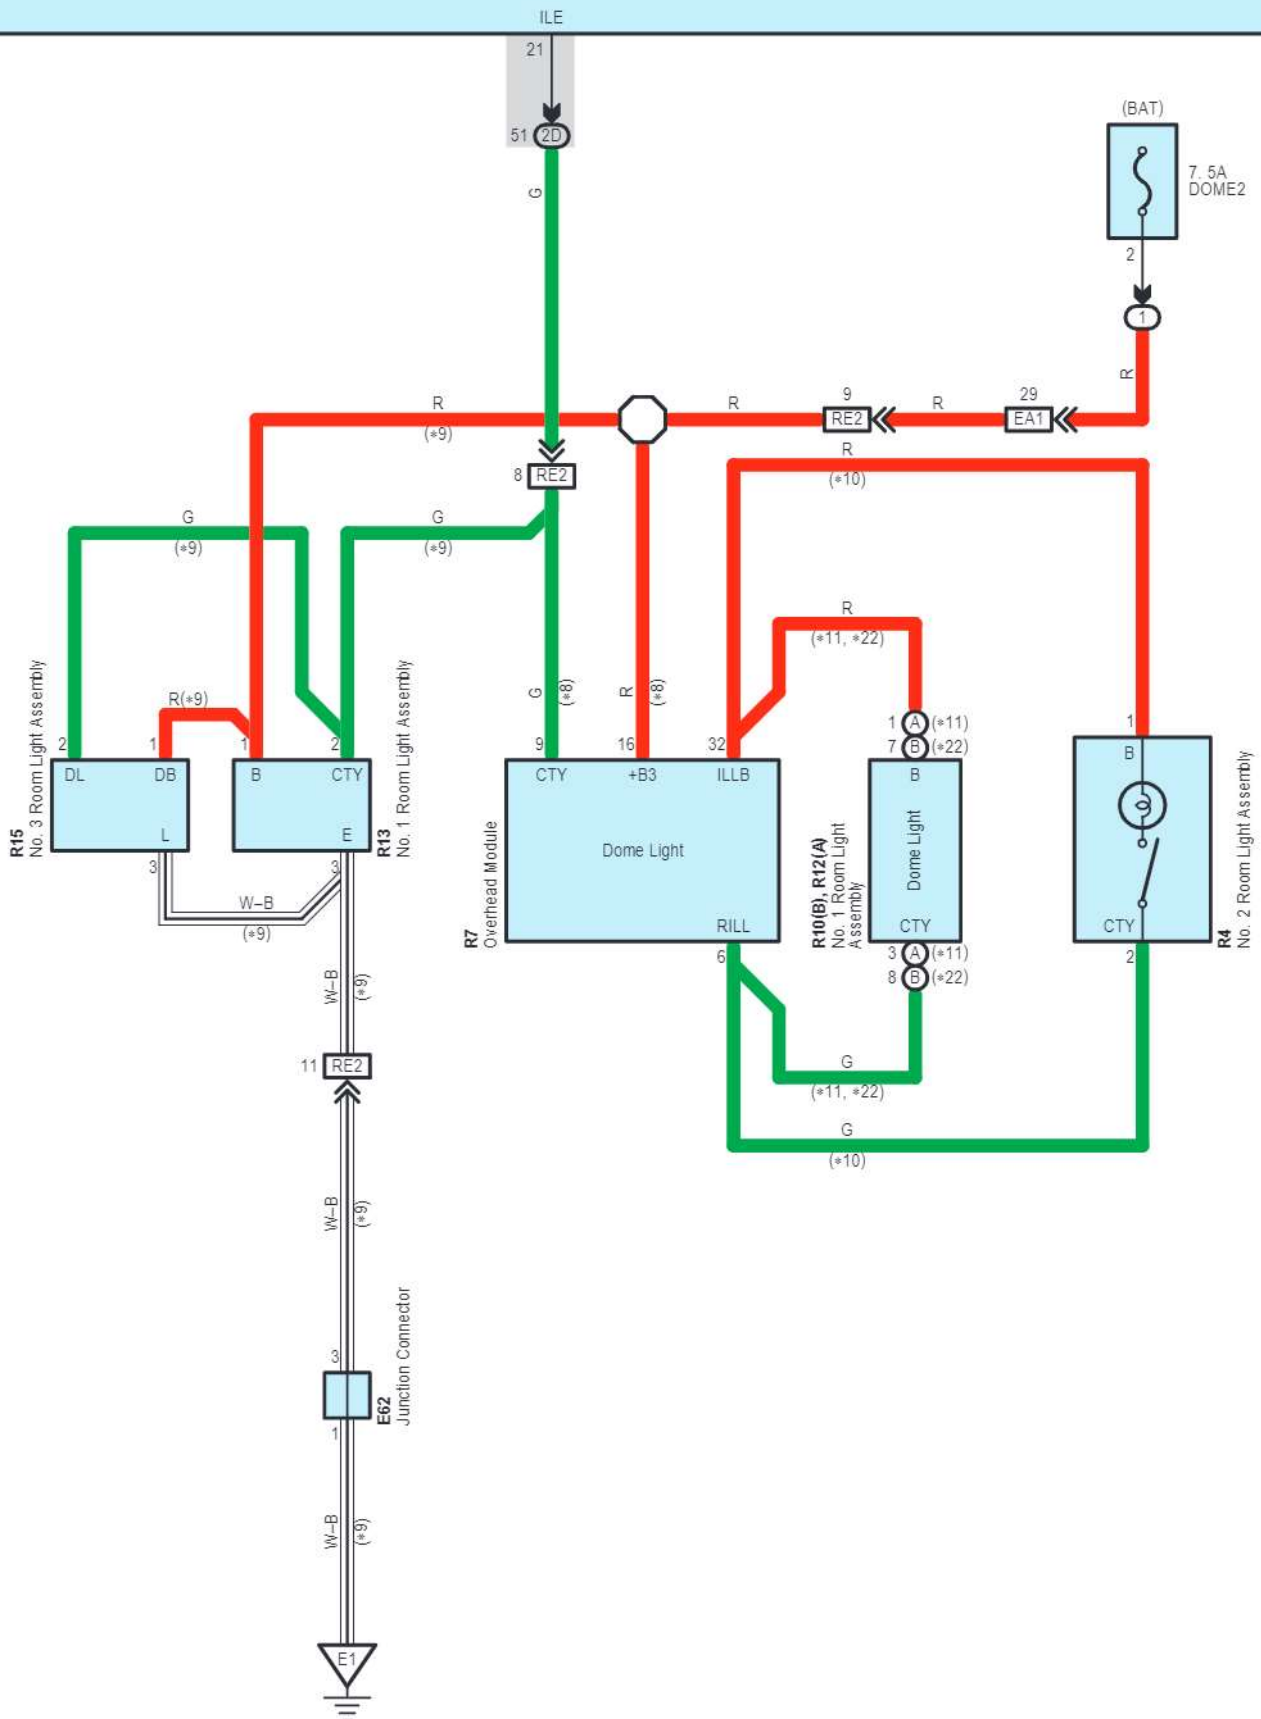 ILE
21
51 2D
G
(BAT)
7. 5A
DOME2
2
1
R
R
(*9)
R
9
RE2
R
29
EA1
8 RE2
R
(*10)
G
(*9)
G
(*9)
R
(*11, *22)
R(*9)
G
(*8)
R
(*8)
2
1
1
2
9
16
32
1 A (*11)
7 B (*22)
1
DL
DB
L
3
R15
No. 3 Room Light Assembly
B
CTY
E
3
R13
No. 1 Room Light Assembly
CTY
+B3
ILLB
Dome Light
RILL
6
R7
Overhead Module
B
Dome Light
CTY
R10(B), R12(A)
No. 1 Room Light
Assembly
3 A (*11)
8 B (*22)
B
CTY
2
R4
No. 2 Room Light Assembly
W-B
(*9)
W-B
(*9)
11 RE2
G
(*11, *22)
G
(*10)
W-B
(*9)
3
E62
Junction Connector
1
W-B
(*9)
E1